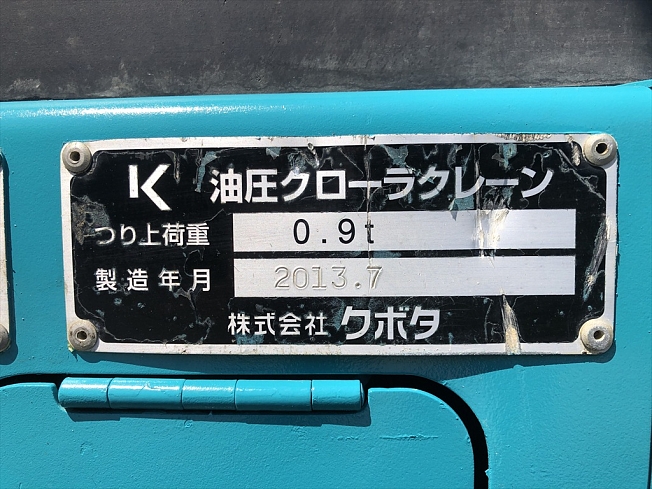 K 油圧クローラクレーン
つり上荷重 0.9t
製造年月 2013.7
株式会社 クボタ